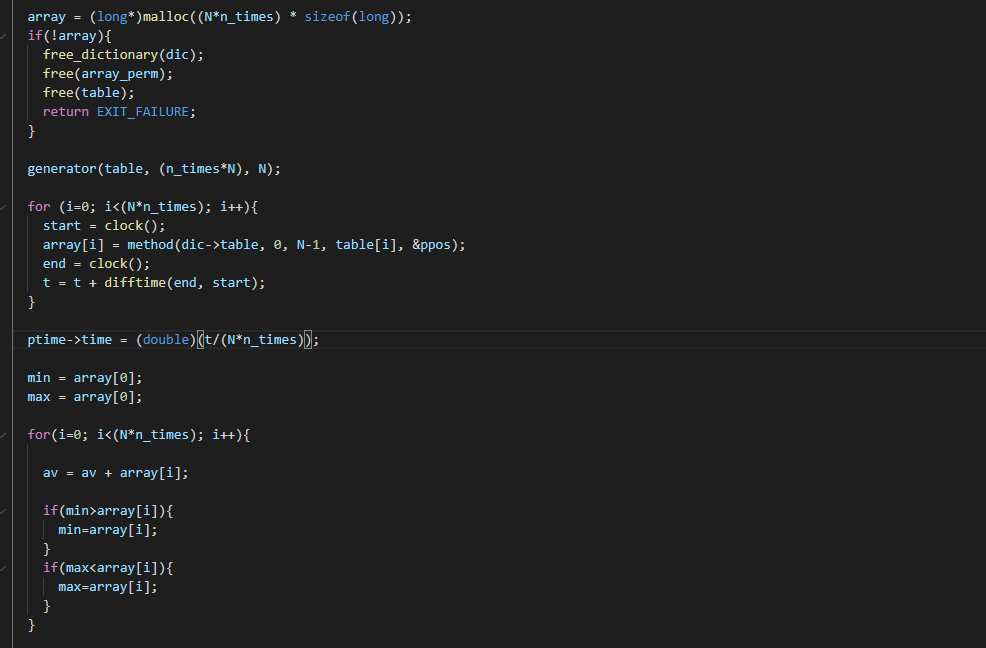 array = (long*)malloc((N*n_times) * sizeof(long));
if(!array){
free_dictionary(dic);
free(array_perm);
free(table);
return EXIT_FAILURE;
}
generator(table, (n_times*N), N);
for (i=0; i<(N*n_times); i++){
start = clock();
array[i] = method(dic->table, 0, N-1, table[i], &ppos);
end = clock();
t = t + difftime(end, start);
}
ptime->time = (double)(t/(N*n_times));
min = array[0];
max = array[0];
for(i=0; i<(N*n_times); i++){
av = av + array[i];
if(min>array[i]){
min=array[i];
}
if(max<array[i]){
max=array[i];
}
}